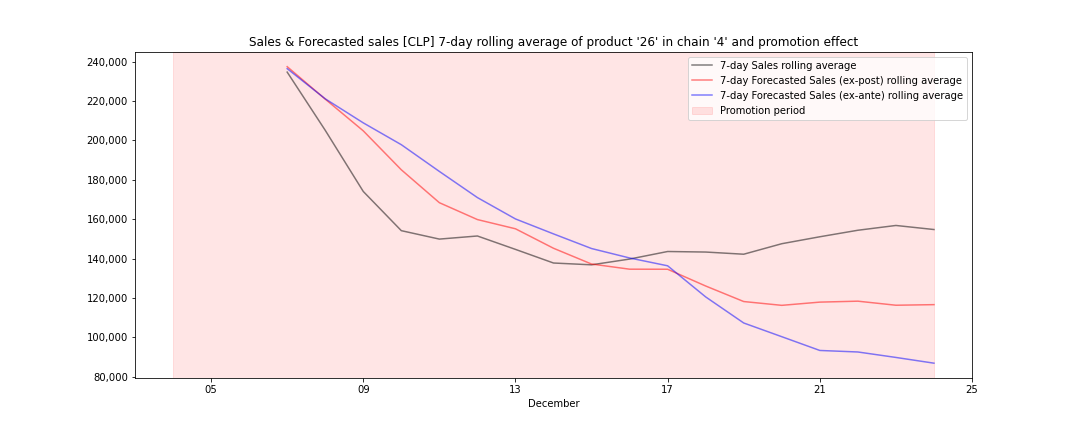 Sales & Forecasted sales [CLP] 7-day rolling average of product '26' in chain '4' and promotion effect
240,000
220,000
200,000
180,000
160,000
140,000
120,000
100,000
80,000
7-day Sales rolling average
7-day Forecasted Sales (ex-post) rolling average
7-day Forecasted Sales (ex-ante) rolling average
Promotion period
05 09 13 17 21 25
December